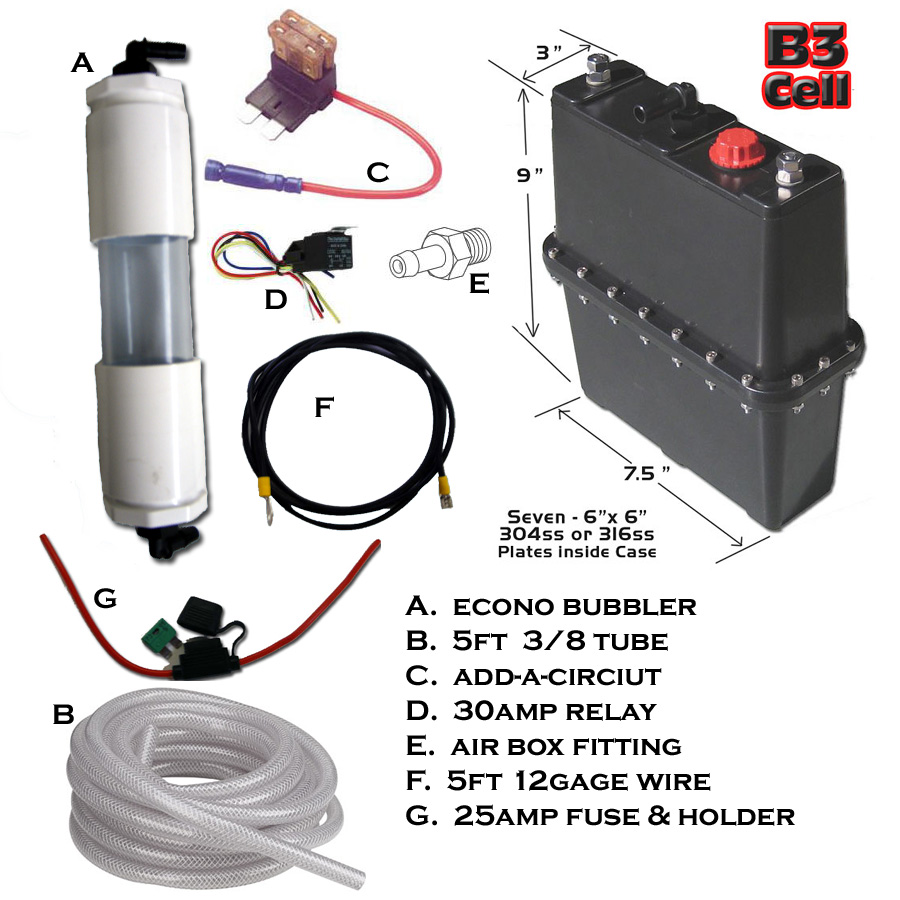 B3
Cell
A
3"
C
9"
D
E
F
7.5 "
Seven - 6"x 6"
304ss or 316ss
Plates inside Case
G
B
A. ECONO BUBBLER
B. 5FT 3/8 TUBE
C. ADD-A-CIRCIUT
D. 30AMP RELAY
E. AIR BOX FITTING
F. 5FT 12GAGE WIRE
G. 25AMP FUSE & HOLDER